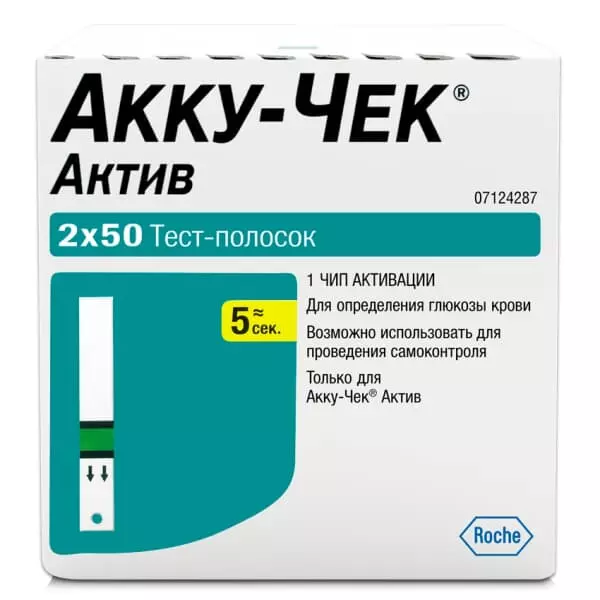 АККУ-ЧЕК®
АКТИВ
07124287
2x50 Тест-полосок
1 ЧИП АКТИВАЦИИ
Для определения глюкозы крови
≈
5 сек.
Возможно использовать для
проведения самоконтроля
Только для
Акку-Чек® Актив
Roche